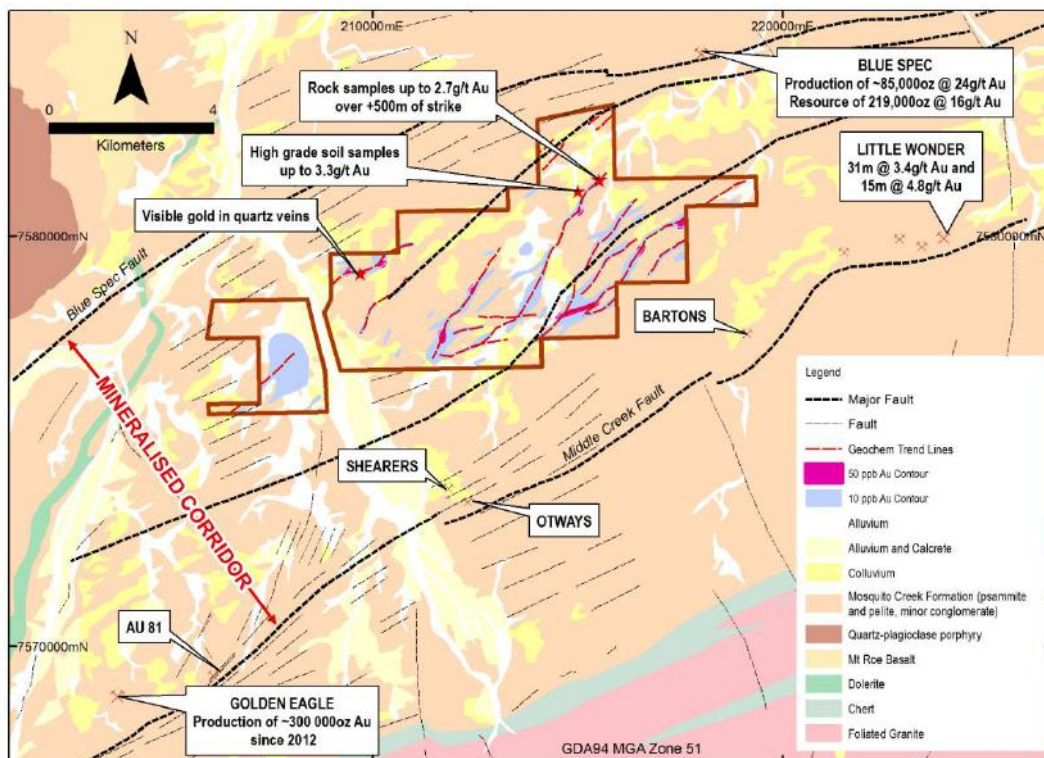 210000mE
220000mE
N
0
4
Kilometers
Rock samples up to 2.7g/t Au
over +500m of strike
BLUE SPEC
Production of ~85,000oz @ 24g/t Au
Resource of 219,000oz @ 16g/t Au
High grade soil samples
up to 3.3g/t Au
LITTLE WONDER
31m @ 3.4g/t Au and
15m @ 4.8g/t Au
Visible gold in quartz veins
7580000mN
7580000mN
Blue Spec Fault
BARTONS
MINERALISED CORRIDOR
Middle Creek Fault
SHEARERS
OTWAYS
AU 81
7570000mN
GOLDEN EAGLE
Production of ~300 000oz Au
since 2012
Legend
Major Fault
Fault
Geochem Trend Lines
50 ppb Au Contour
10 ppb Au Contour
Alluvium
Alluvium and Calcrete
Colluvium
Mosquito Creek Formation (psammite
and pelite, minor conglomerate)
Quartz-plagioclase porphyry
Mt Roe Basalt
Dolerite
Chert
Foliated Granite
GDA94 MGA Zone 51